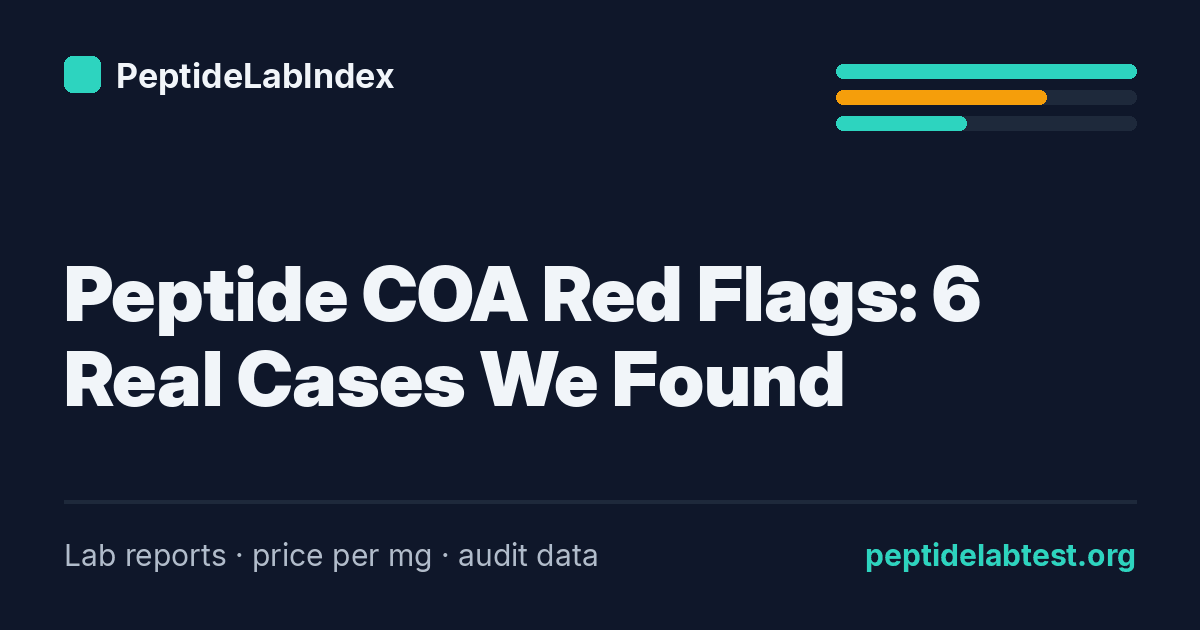 PeptideLabIndex
Peptide COA Red Flags: 6
Real Cases We Found
Lab reports · price per mg · audit data
peptidelabtest.org